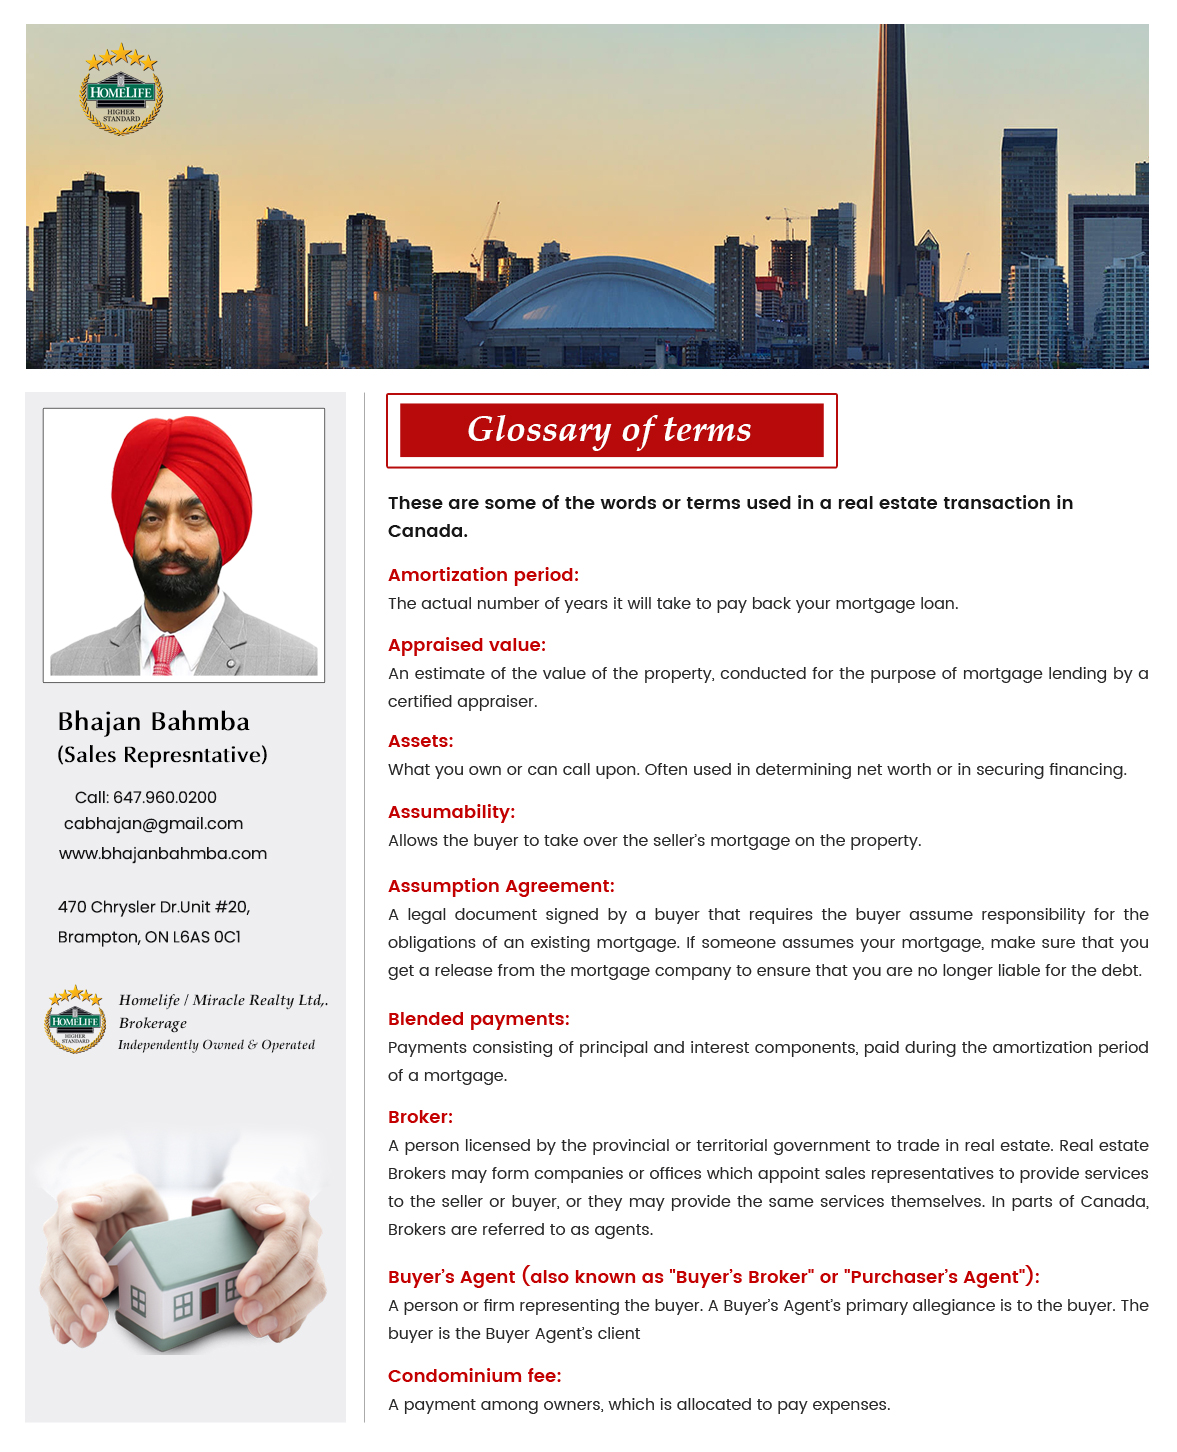 HOMELIFE
HIGHER
STANDARD
Bhajan Bahmba
(Sales Represntative)
Call: 647.960.0200
cabhajan@gmail.com
www.bhajanbahmba.com
470 Chrysler Dr.Unit #20,
Brampton, ON L6AS 0C1
HOMELIFE
HIGHER
STANDARD
Homelife / Miracle Realty Ltd,.
Brokerage
Independently Owned & Operated
Glossary of terms
These are some of the words or terms used in a real estate transaction in
Canada.
Amortization period:
The actual number of years it will take to pay back your mortgage loan.
Appraised value:
An estimate of the value of the property, conducted for the purpose of mortgage lending by a
certified appraiser.
Assets:
What you own or can call upon. Often used in determining net worth or in securing financing.
Assumability:
Allows the buyer to take over the seller’s mortgage on the property.
Assumption Agreement:
A legal document signed by a buyer that requires the buyer assume responsibility for the
obligations of an existing mortgage. If someone assumes your mortgage, make sure that you
get a release from the mortgage company to ensure that you are no longer liable for the debt.
Blended payments:
Payments consisting of principal and interest components, paid during the amortization period
of a mortgage.
Broker:
A person licensed by the provincial or territorial government to trade in real estate. Real estate
Brokers may form companies or offices which appoint sales representatives to provide services
to the seller or buyer, or they may provide the same services themselves. In parts of Canada,
Brokers are referred to as agents.
Buyer’s Agent (also known as "Buyer’s Broker" or "Purchaser’s Agent"):
A person or firm representing the buyer. A Buyer’s Agent’s primary allegiance is to the buyer. The
buyer is the Buyer Agent’s client
Condominium fee:
A payment among owners, which is allocated to pay expenses.